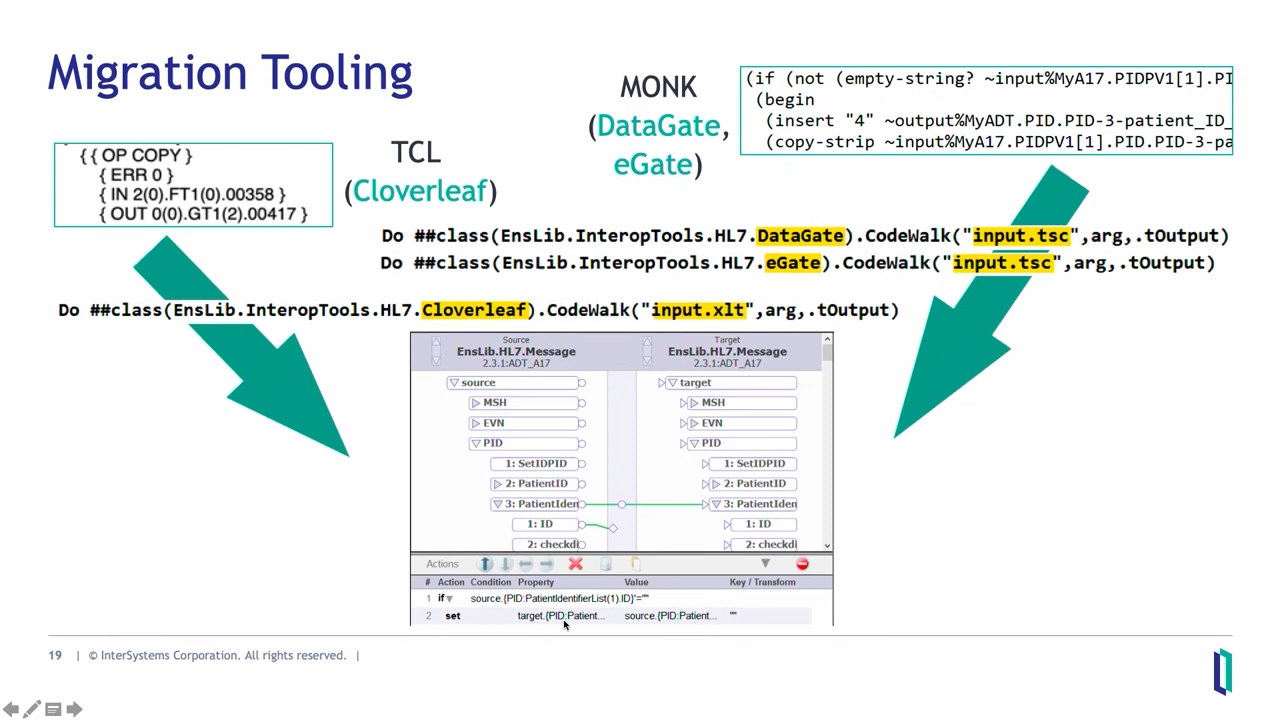 Migration Tooling
MONK
(DataGate,
eGate)
(if (not (empty-string? ~input%MyA17.PIDPV1[1].PI
(begin
(insert "4" ~output%MyADT.PID.PID-3-patient_ID_
(copy-strip ~input%MyA17.PIDPV1[1].PID.PID-3-pa
TCL
(Cloverleaf)
{ { OP COPY }
{ ERR 0 }
{ IN 2(0).FT1(0).00358 }
{ OUT 0(0).GT1(2).00417 }
Do ##class(EnsLib.InteropTools.HL7.DataGate).CodeWalk("input.tsc",arg,.tOutput)
Do ##class(EnsLib.InteropTools.HL7.eGate).CodeWalk("input.tsc",arg,.tOutput)
Do ##class(EnsLib.InteropTools.HL7.Cloverleaf).CodeWalk("input.xlt",arg,.tOutput)
Source Target
EnsLib.HL7.Message EnsLib.HL7.Message
2.3.1:ADT_A17 2.3.1:ADT_A17
source target
MSH MSH
EVN EVN
PID PID
1: SetIDPID 1: SetIDPID
2: PatientID 2: PatientID
3: PatientIden 3: PatientIden
1: ID 1: ID
2: checkdi 2: checkdi
Actions
# Action Condition Property Value Key / Transform
1 if source.{PID:PatientIdentifierList(1).ID}'=""
2 set target.{PID:Patient... source.{PID:Patient... ""
19 | © InterSystems Corporation. All rights reserved. |